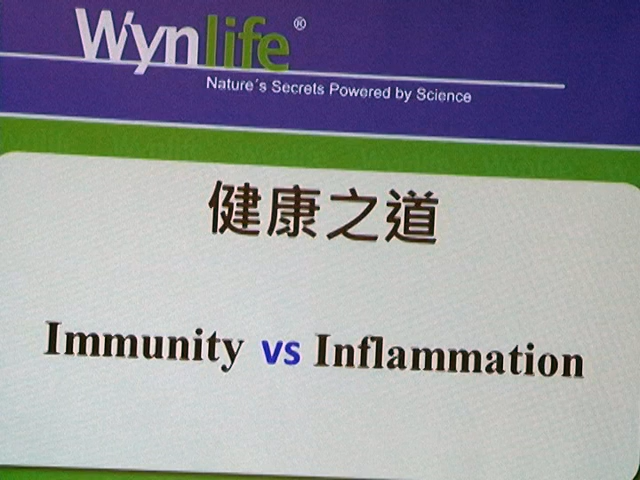 Wynlife®
Nature's Secrets Powered by Science
健康之道
Immunity vs Inflammation